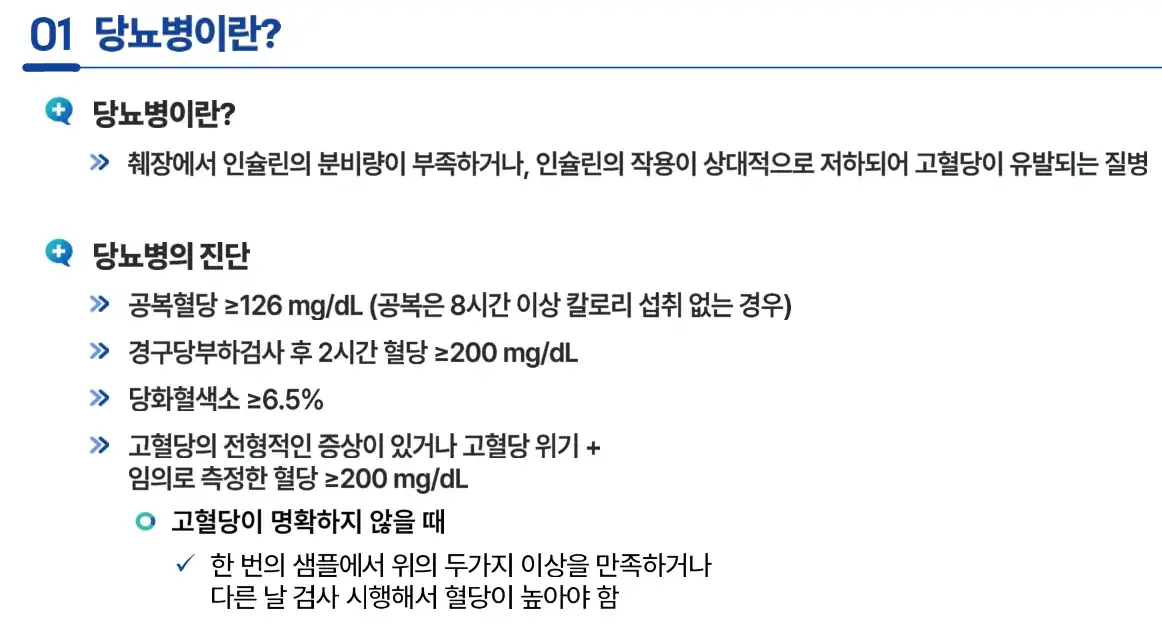 01 당뇨병이란?
당뇨병이란?
췌장에서 인슐린의 분비량이 부족하거나, 인슐린의 작용이 상대적으로 저하되어 고혈당이 유발되는 질병
당뇨병의 진단
공복혈당 ≥126 mg/dL (공복은 8시간 이상 칼로리 섭취 없는 경우)
경구당부하검사 후 2시간 혈당 ≥200 mg/dL
당화혈색소 ≥6.5%
고혈당의 전형적인 증상이 있거나 고혈당 위기 +
임의로 측정한 혈당 ≥200 mg/dL
고혈당이 명확하지 않을 때
✓ 한 번의 샘플에서 위의 두가지 이상을 만족하거나
다른 날 검사 시행해서 혈당이 높아야 함